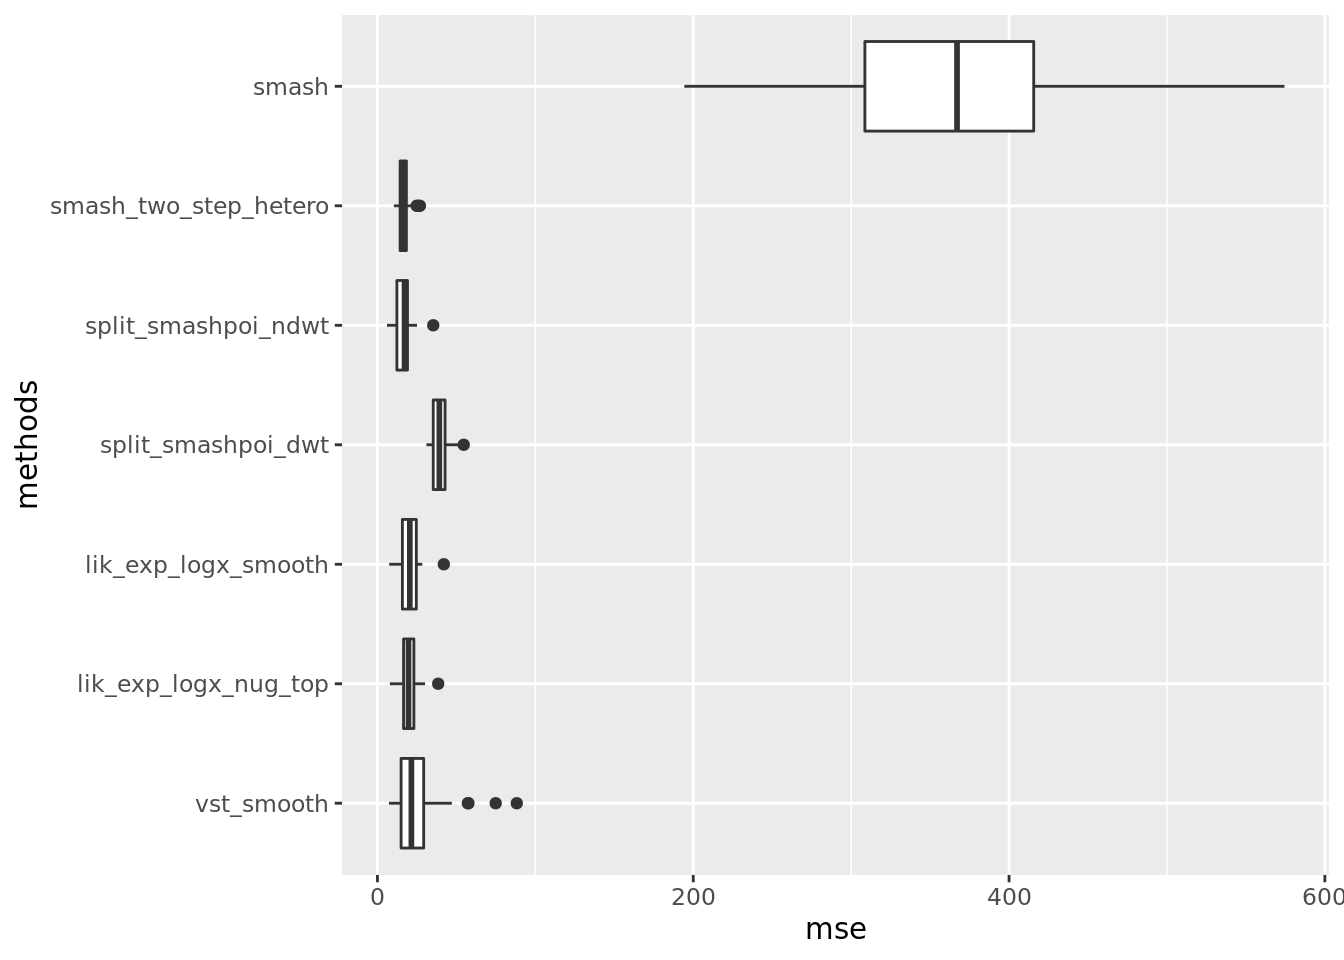 smash
smash_two_step_hetero
split_smashpoi_ndwt
split_smashpoi_dwt
lik_exp_logx_smooth
lik_exp_logx_nug_top
vst_smooth
methods
0 200 400 600
mse